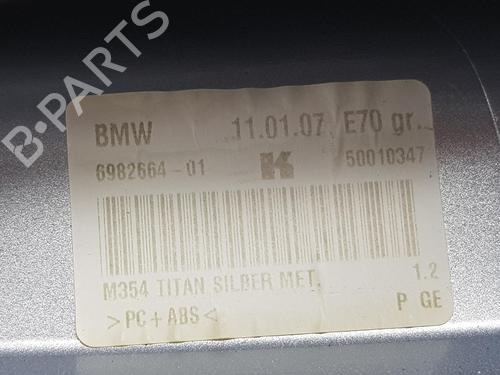 B-PARTS
BMW 11.01.07 E70 gr.
6982664-01 K 50010347
M354 TITAN SILBER MET. 1.2
>PC+ABS< P GE